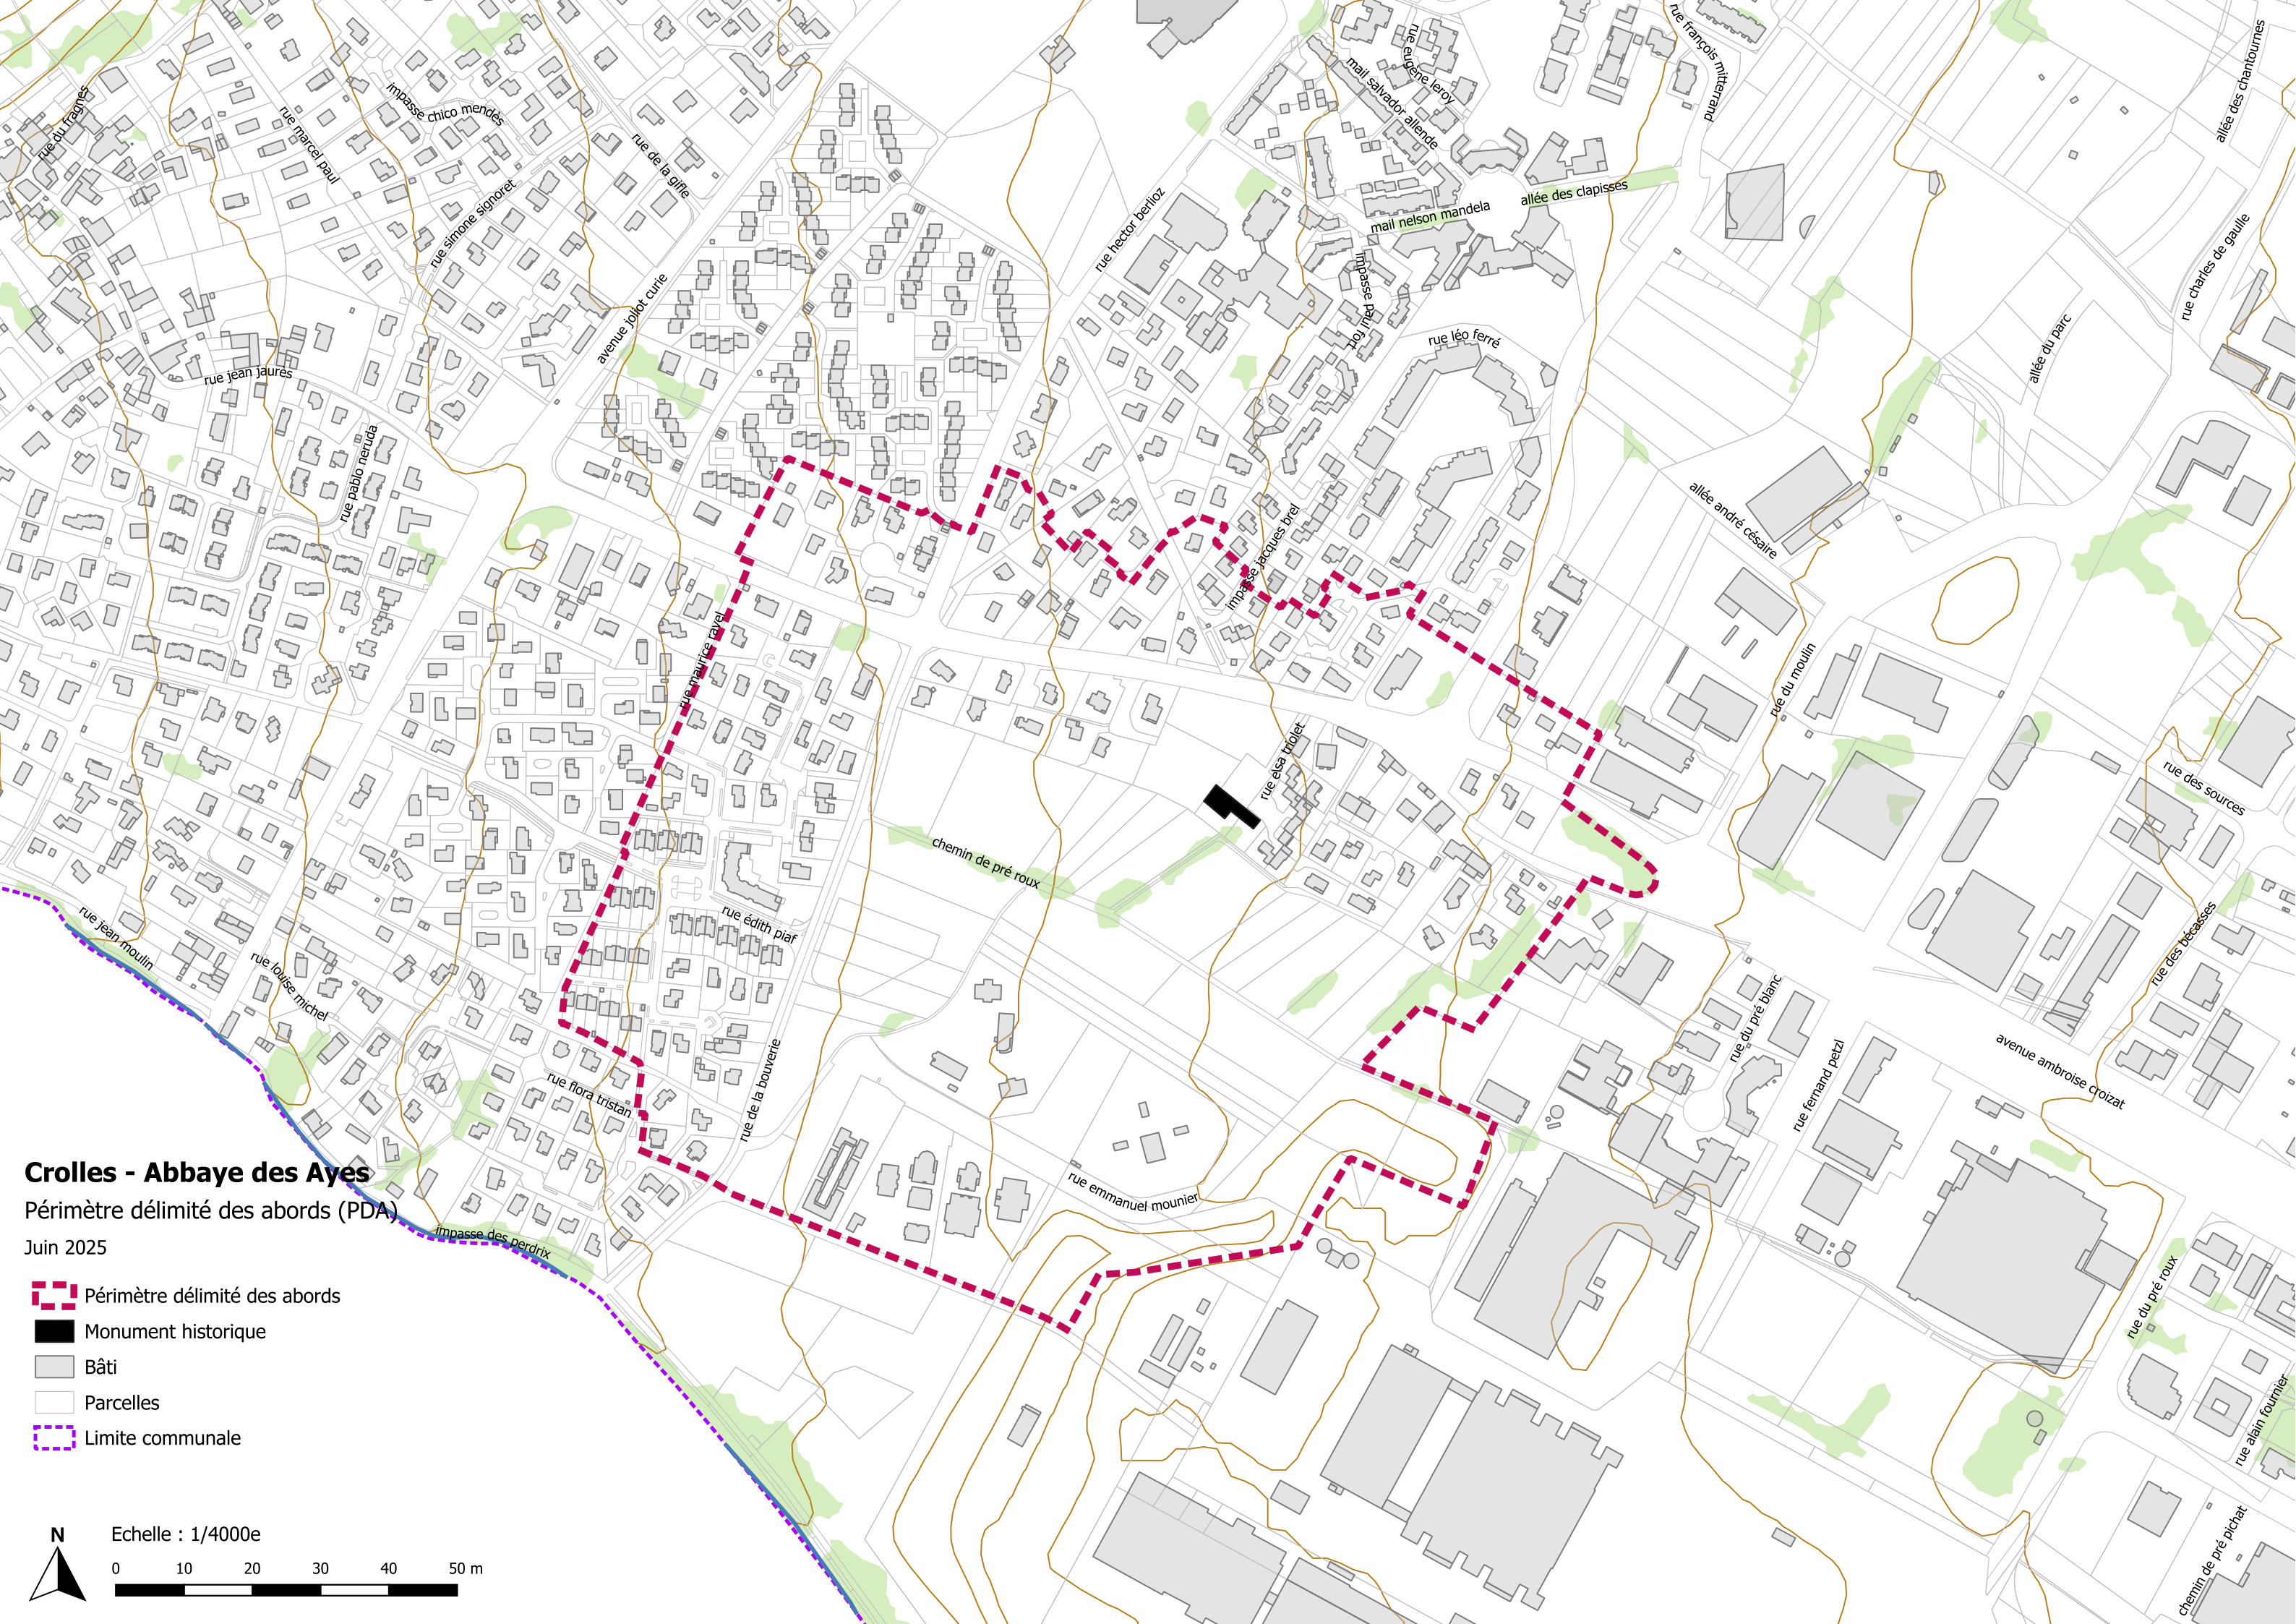 rue du fragnes
impasse chico mendés
rue marcel paul
rue de la gifle
rue simone signoret
avenue joliot curie
rue jean jaurès
rue pablo neruda
rue hector berlioz
rue eugène leroy
mail salvador allende
rue françois mitterrand
allée des clapisses
mail nelson mandela
impasse paul fort
rue léo ferré
allée des chantournes
rue charles de gaulle
allée du parc
allée andré césaire
impasse jacques brel
rue maurice ravel
rue elsa triolet
rue du moulin
rue des sources
chemin de pré roux
rue édith piaf
rue jean moulin
rue louise michel
rue des bécasses
rue du pré blanc
rue fernand petzl
avenue ambroise croizat
rue flora tristan
rue de la bouverie
rue emmanuel mounier
impasse des perdrix
rue du pré roux
rue alain fournier
chemin de pré pichat
Crolles - Abbaye des Ayes
Périmètre délimité des abords (PDA)
Juin 2025
Périmètre délimité des abords
Monument historique
Bâti
Parcelles
Limite communale
N
Echelle : 1/4000e
0 10 20 30 40 50 m